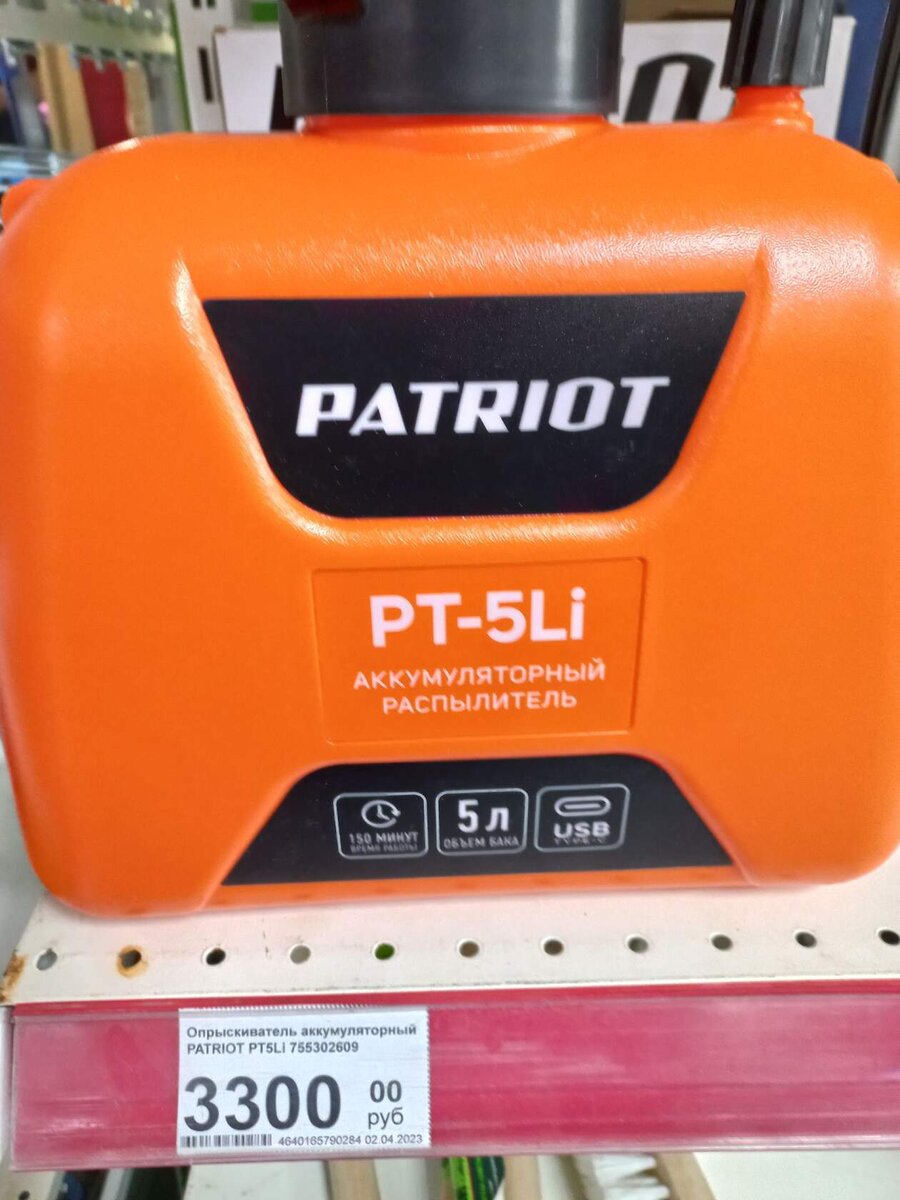 PATRIOT
PT-5Li
АККУМУЛЯТОРНЫЙ
РАСПЫЛИТЕЛЬ
150 МИНУТ
ВРЕМЯ РАБОТЫ
5 л
ОБЪЕМ БАКА
USB
TYPE-C
Опрыскиватель аккумуляторный
PATRIOT PT5Li 755302609
3300 00
руб
4640165790284 02.04.2023